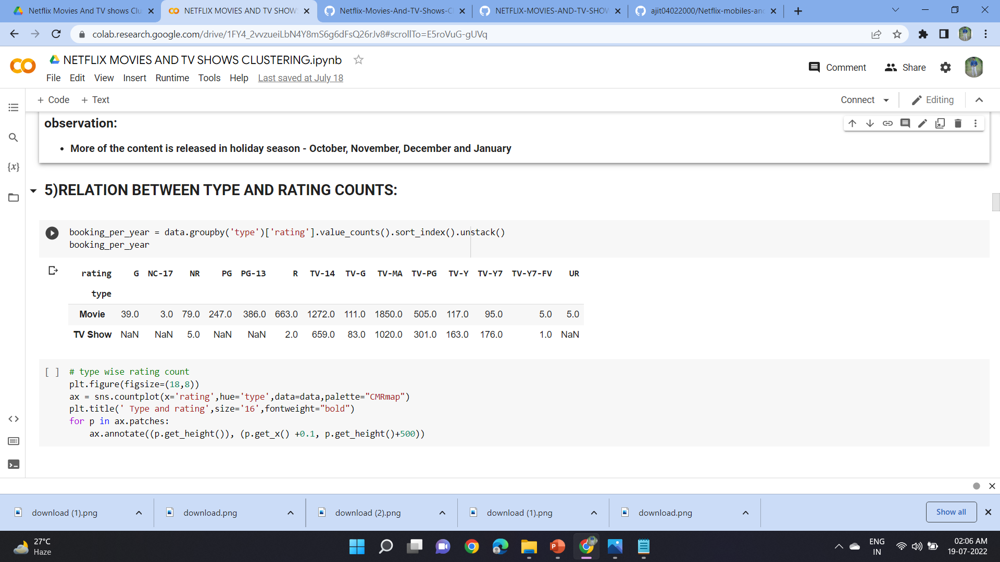 Netflix Movies And TV shows Clu
NETFLIX MOVIES AND TV SHOW
Netflix-Movies-And-TV-Shows-C
NETFLIX-MOVIES-AND-TV-SHOW
ajit04022000/Netflix-mobiles-and
colab.research.google.com/drive/1FY4_2vvzueiLbN4Y8mS6g6dFsQ26rJv8#scrollTo=E5roVuG-gUVq
NETFLIX MOVIES AND TV SHOWS CLUSTERING.ipynb
Comment
Share
File Edit View Insert Runtime Tools Help Last saved at July 18
+ Code + Text
Connect
Editing
observation:
• More of the content is released in holiday season - October, November, December and January
{x}
5)RELATION BETWEEN TYPE AND RATING COUNTS:
booking_per_year = data.groupby('type')['rating'].value_counts().sort_index().unstack()
booking_per_year
rating G NC-17 NR PG PG-13 R TV-14 TV-G TV-MA TV-PG TV-Y TV-Y7 TV-Y7-FV UR
type
Movie 39.0 3.0 79.0 247.0 386.0 663.0 1272.0 111.0 1850.0 505.0 117.0 95.0 5.0 5.0
TV Show NaN NaN 5.0 NaN NaN 2.0 659.0 83.0 1020.0 301.0 163.0 176.0 1.0 NaN
[ ] # type wise rating count
plt.figure(figsize=(18,8))
ax = sns.countplot(x='rating',hue='type',data=data,palette="CMRmap")
plt.title(' Type and rating',size='16',fontweight="bold")
for p in ax.patches:
ax.annotate((p.get_height()), (p.get_x() +0.1, p.get_height()+500))
download (1).png
download.png
download (2).png
download (1).png
download.png
Show all
27°C
Haze
ENG
IN
02:06 AM
19-07-2022